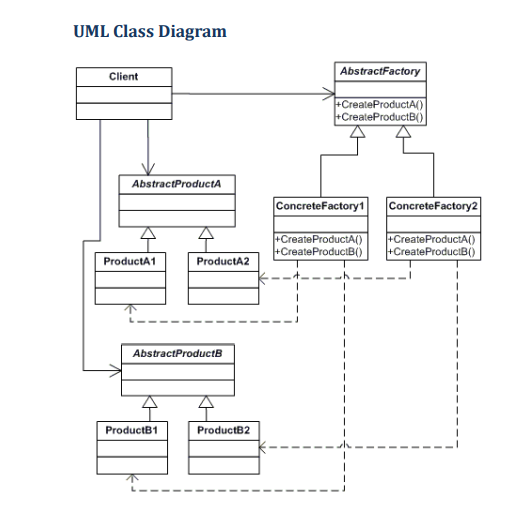 UML Class Diagram
Client
AbstractFactory
+CreateProductA()
+CreateProductB()
AbstractProductA
ConcreteFactory1
+CreateProductA()
+CreateProductB()
ConcreteFactory2
+CreateProductA()
+CreateProductB()
ProductA1
ProductA2
AbstractProductB
ProductB1
ProductB2